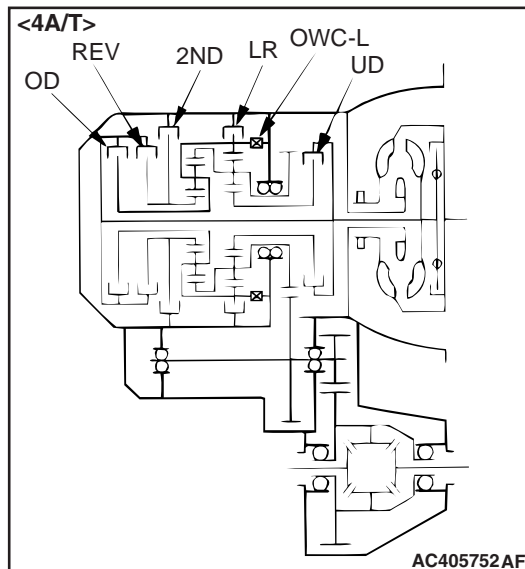 <4A/T>
OD
REV
2ND
LR
OWC-L
UD
AC405752AF